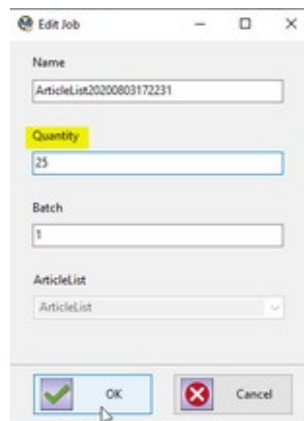 Edit Job
Name
ArticleList20200803172231
Quantity
25
Batch
1
ArticleList
ArticleList
OK
Cancel